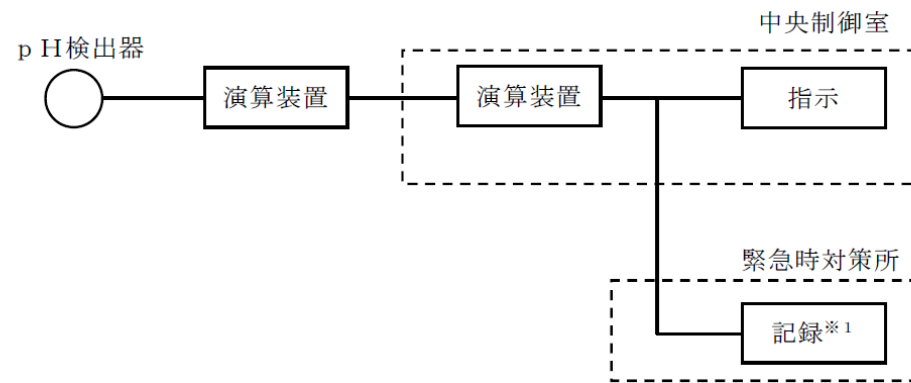 中央制御室
ｐＨ検出器
演算装置
演算装置
指示
緊急時対策所
記録※１